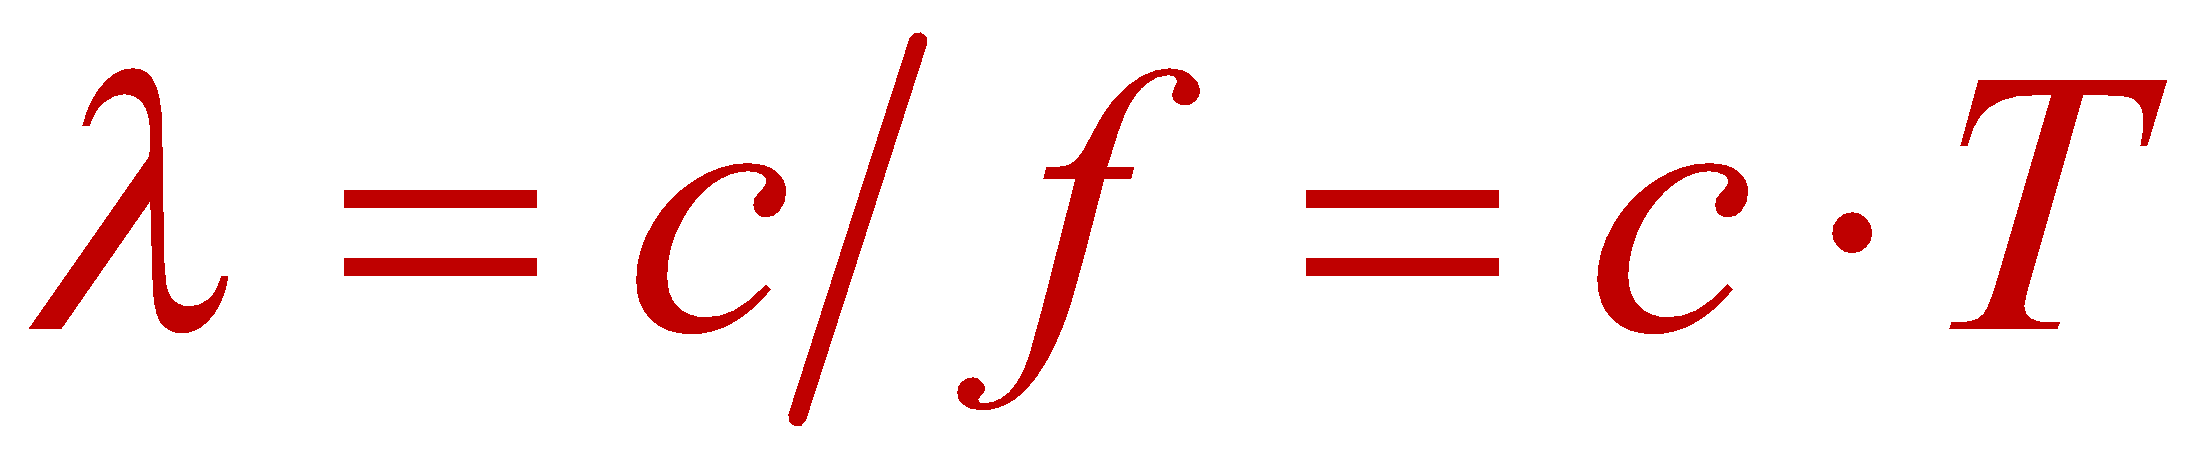 λ = c/f = c · T